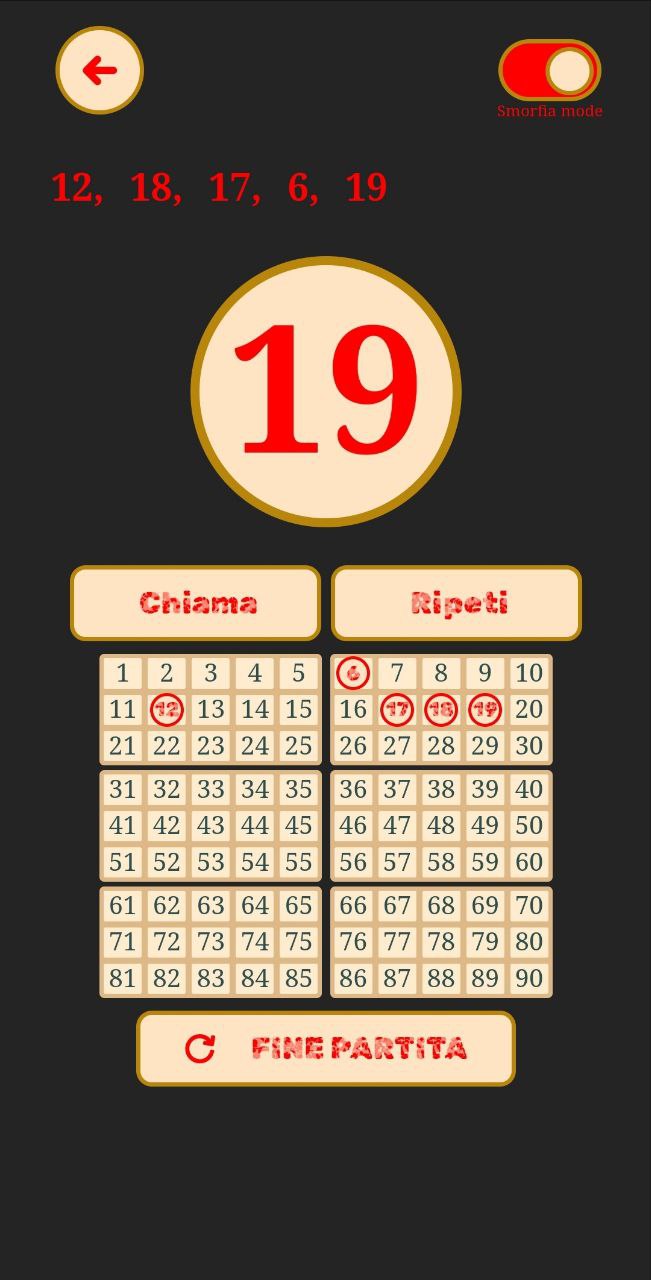 Smorfia mode
12, 18, 17, 6, 19
19
Chiama Ripeti
1 2 3 4 5 6 7 8 9 10
11 12 13 14 15 16 17 18 19 20
21 22 23 24 25 26 27 28 29 30
31 32 33 34 35 36 37 38 39 40
41 42 43 44 45 46 47 48 49 50
51 52 53 54 55 56 57 58 59 60
61 62 63 64 65 66 67 68 69 70
71 72 73 74 75 76 77 78 79 80
81 82 83 84 85 86 87 88 89 90
FINE PARTITA